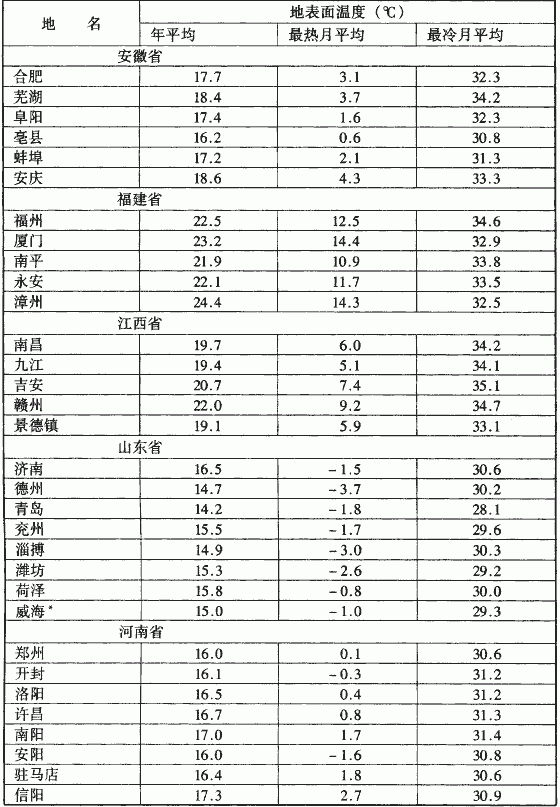 地 名 地表面温度(℃)
年平均 最热月平均 最冷月平均
安徽省
合肥 17.7 3.1 32.3
芜湖 18.4 3.7 34.2
阜阳 17.4 1.6 32.3
亳县 16.2 0.6 30.8
蚌埠 17.2 2.1 31.3
安庆 18.6 4.3 33.3
福建省
福州 22.5 12.5 34.6
厦门 23.2 14.4 32.9
南平 21.9 10.9 33.8
永安 22.1 11.7 33.5
漳州 24.4 14.3 32.5
江西省
南昌 19.7 6.0 34.2
九江 19.4 5.1 34.1
吉安 20.7 7.4 35.1
赣州 22.0 9.2 34.7
景德镇 19.1 5.9 33.1
山东省
济南 16.5 -1.5 30.6
德州 14.7 -3.7 30.2
青岛 14.2 -1.8 28.1
兖州 15.5 -1.7 29.6
淄搏 14.9 -3.0 30.3
潍坊 15.3 -2.6 29.2
荷泽 15.8 -0.8 30.0
威海* 15.0 -1.0 29.3
河南省
郑州 16.0 0.1 30.6
开封 16.1 -0.3 31.2
洛阳 16.5 0.4 31.2
许昌 16.7 0.8 31.3
南阳 17.0 1.7 31.4
安阳 16.0 -1.6 30.8
驻马店 16.4 1.8 30.6
信阳 17.3 2.7 30.9